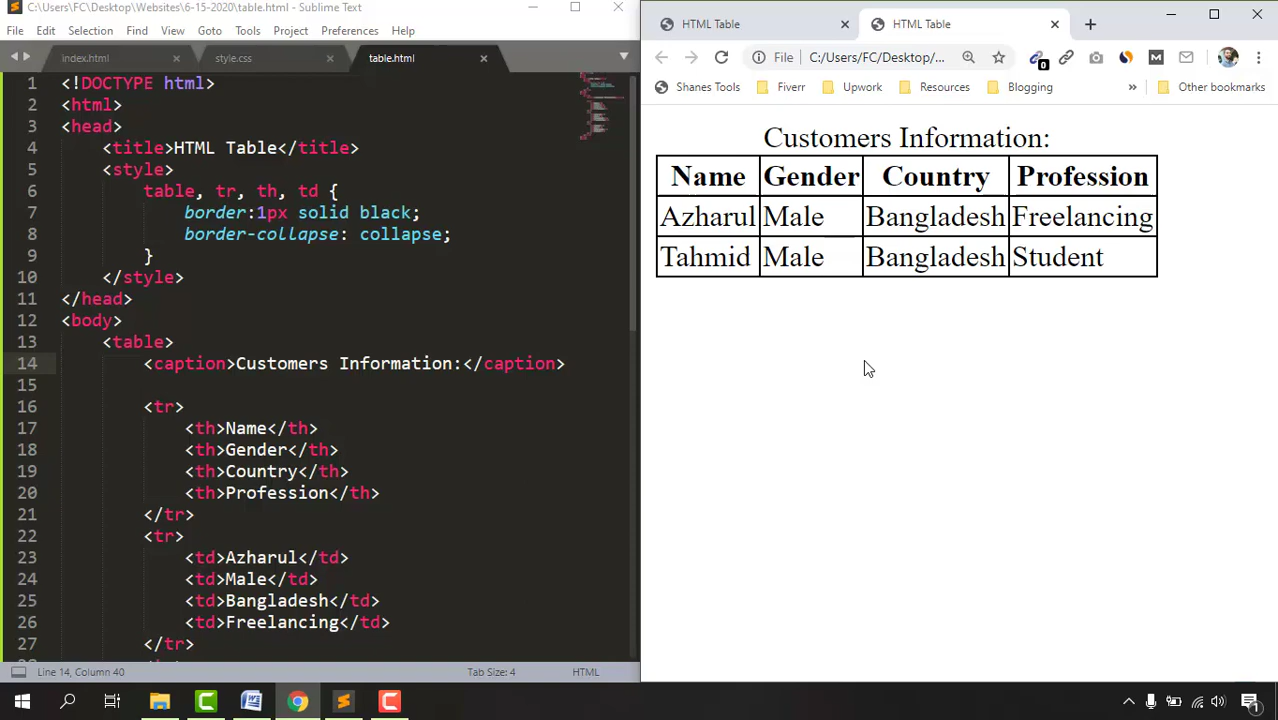 C:\Users\FC\Desktop\Websites\6-15-2020\table.html - Sublime Text
File Edit Selection Find View Goto Tools Project Preferences Help
index.html
style.css
table.html
1 <!DOCTYPE html>
2 <html>
3 <head>
4 <title>HTML Table</title>
5 <style>
6 table, tr, th, td {
7 border:1px solid black;
8 border-collapse: collapse;
9 }
10 </style>
11 </head>
12 <body>
13 <table>
14 <caption>Customers Information:</caption>
15
16 <tr>
17 <th>Name</th>
18 <th>Gender</th>
19 <th>Country</th>
20 <th>Profession</th>
21 </tr>
22 <tr>
23 <td>Azharul</td>
24 <td>Male</td>
25 <td>Bangladesh</td>
26 <td>Freelancing</td>
27 </tr>
Line 14, Column 40
Tab Size: 4
HTML
HTML Table
HTML Table
File C:/Users/FC/Desktop/...
0
M
Shanes Tools
Fiverr
Upwork
Resources
Blogging
»
Other bookmarks
Customers Information:
Name Gender Country Profession
Azharul Male Bangladesh Freelancing
Tahmid Male Bangladesh Student
1